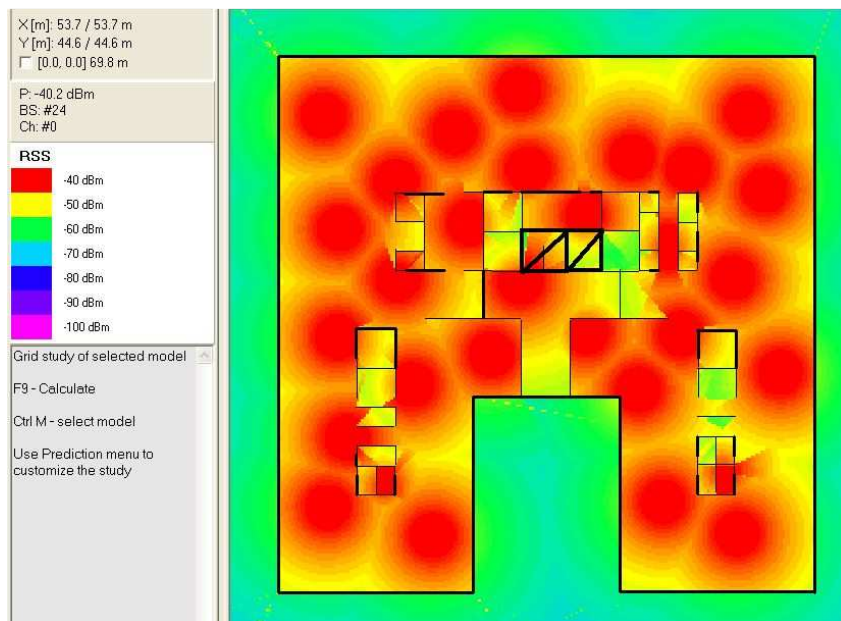 X [m]: 53.7 / 53.7 m
Y [m]: 44.6 / 44.6 m
[0.0, 0.0] 69.8 m
P: -40.2 dBm
BS: #24
Ch: #0
RSS
-40 dBm
-50 dBm
-60 dBm
-70 dBm
-80 dBm
-90 dBm
-100 dBm
Grid study of selected model
F9 - Calculate
Ctrl M - select model
Use Prediction menu to
customize the study